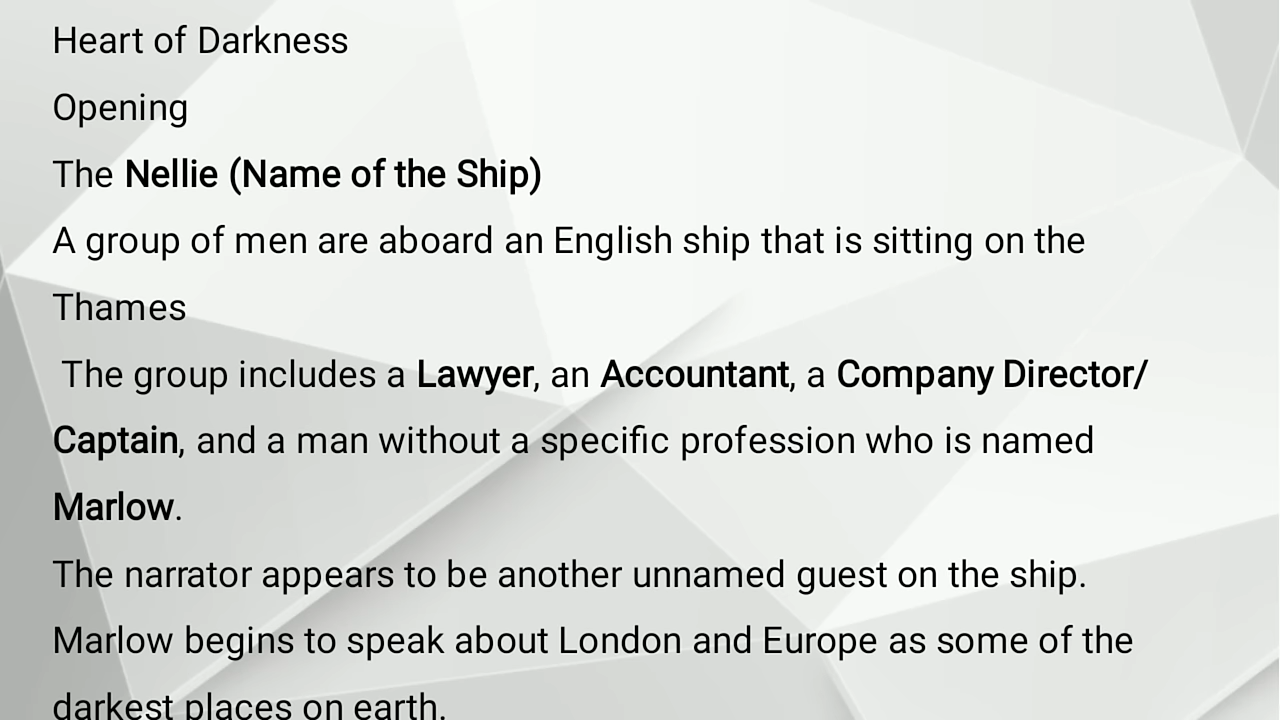 Heart of Darkness
Opening
The Nellie (Name of the Ship)
A group of men are aboard an English ship that is sitting on the
Thames
The group includes a Lawyer, an Accountant, a Company Director/
Captain, and a man without a specific profession who is named
Marlow.
The narrator appears to be another unnamed guest on the ship.
Marlow begins to speak about London and Europe as some of the
darkest places on earth.